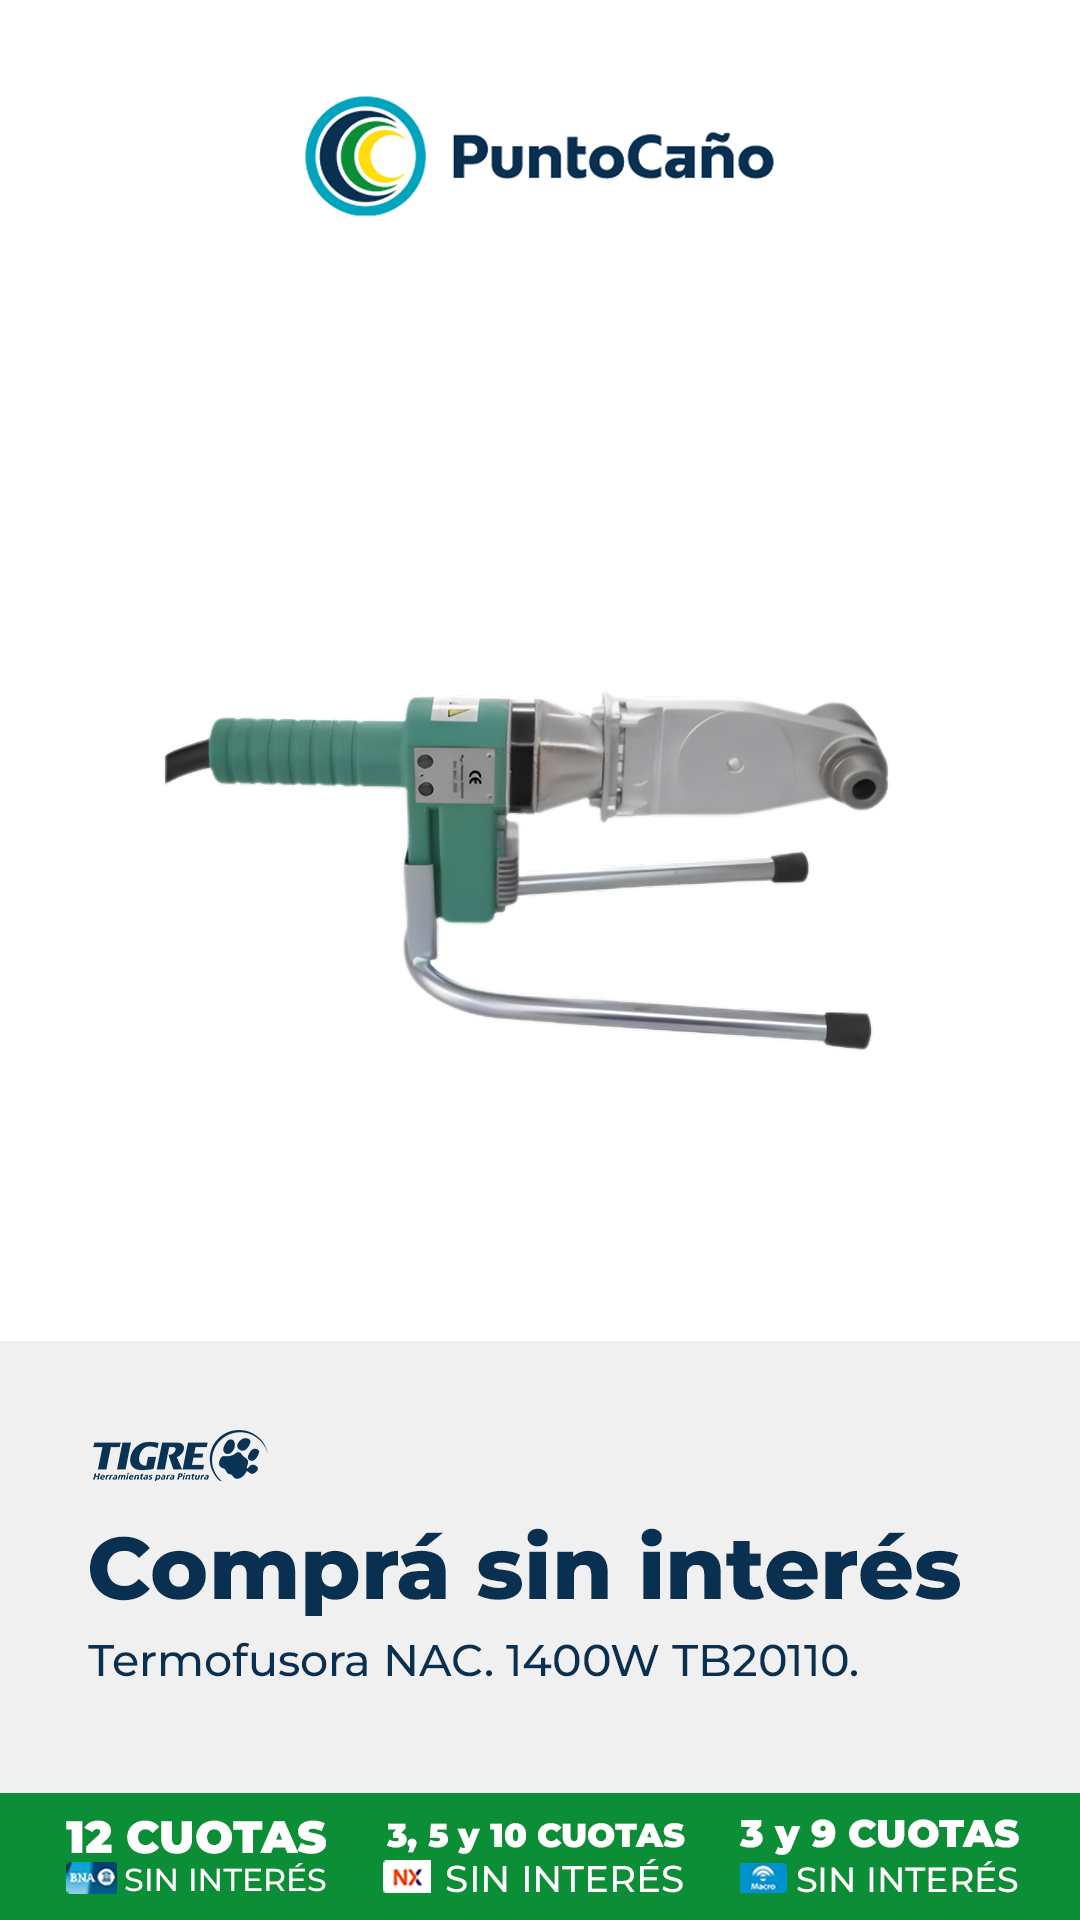 PuntoCaño
CE
TIGRE
Herramientas para Pintura
Comprá sin interés
Termofusora NAC. 1400W TB20110.
12 CUOTAS
BNA SIN INTERÉS
3, 5 y 10 CUOTAS
NX SIN INTERÉS
3 y 9 CUOTAS
Macro SIN INTERÉS